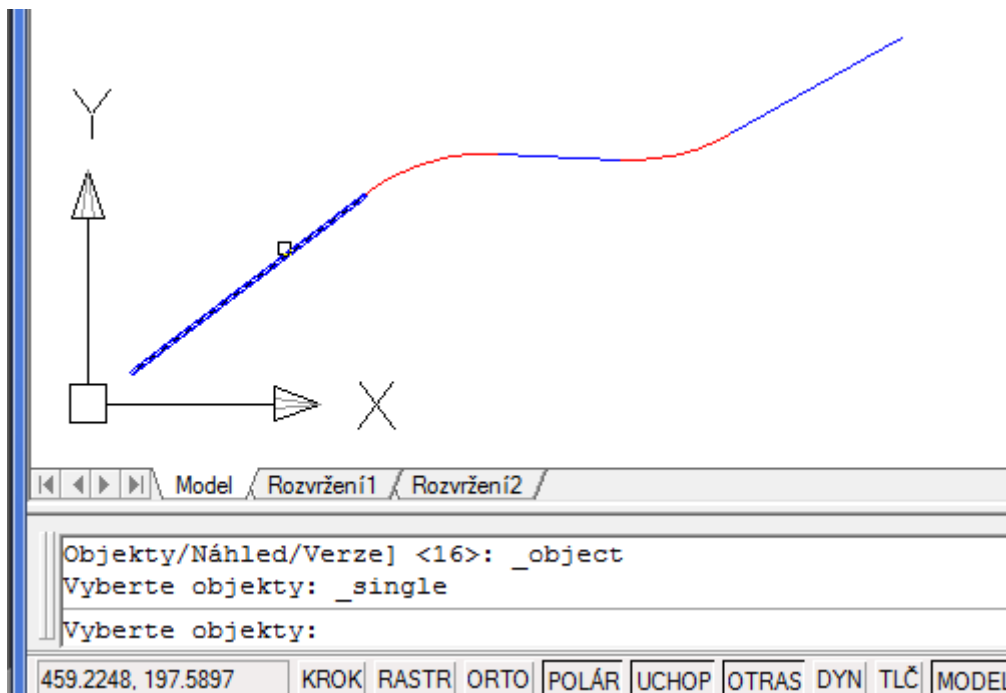 Y
X
Model Rozvržení1 Rozvržení2
Objekty/Náhled/Verze] <16>: _object
Vyberte objekty: _single
Vyberte objekty:
459.2248, 197.5897 KROK RASTR ORTO POLÁR UCHOP OTRAS DYN TLČ MODE